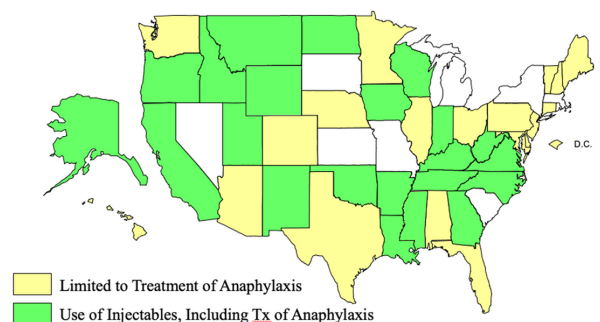 D.C.
Limited to Treatment of Anaphylaxis
Use of Injectables, Including Tx of Anaphylaxis